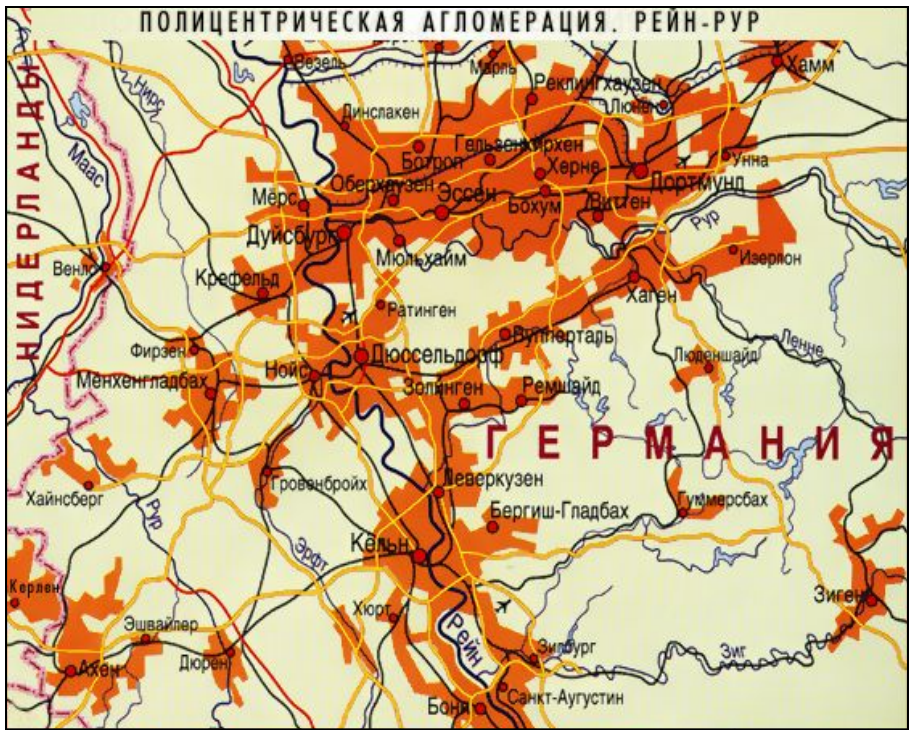 ПОЛИЦЕНТРИЧЕСКАЯ АГЛОМЕРАЦИЯ. РЕЙН-РУР
Везель
Марль
Хамм
Нирс
Реклингхаузен
Люнен
Динслакен
НИДЕРЛАНДЫ
Маас
Ботроп
Гельзенкирхен
Херне
Унна
Дортмунд
Мёрс
Оберхаузен
Эссен
Бохум
Виттен
Рур
Дуйсбург
Мюльхайм
Изерлон
Венло
Крефельд
Хаген
Ратинген
Вупперталь
Ленне
Фирзен
Нойс
Дюссельдорф
Люденшайд
Менхенгладбах
Золинген
Ремшайд
ГЕРМАНИЯ
Хайнсберг
Гровенбройх
Леверкузен
Гуммерсбах
Рур
Бергиш-Гладбах
Эрфт
Кёльн
Керлен
Хюрт
Зиген
Эшвайлер
Рейн
Ахен
Дюрен
Зигбург
Зиг
Санкт-Аугустин
Бонн